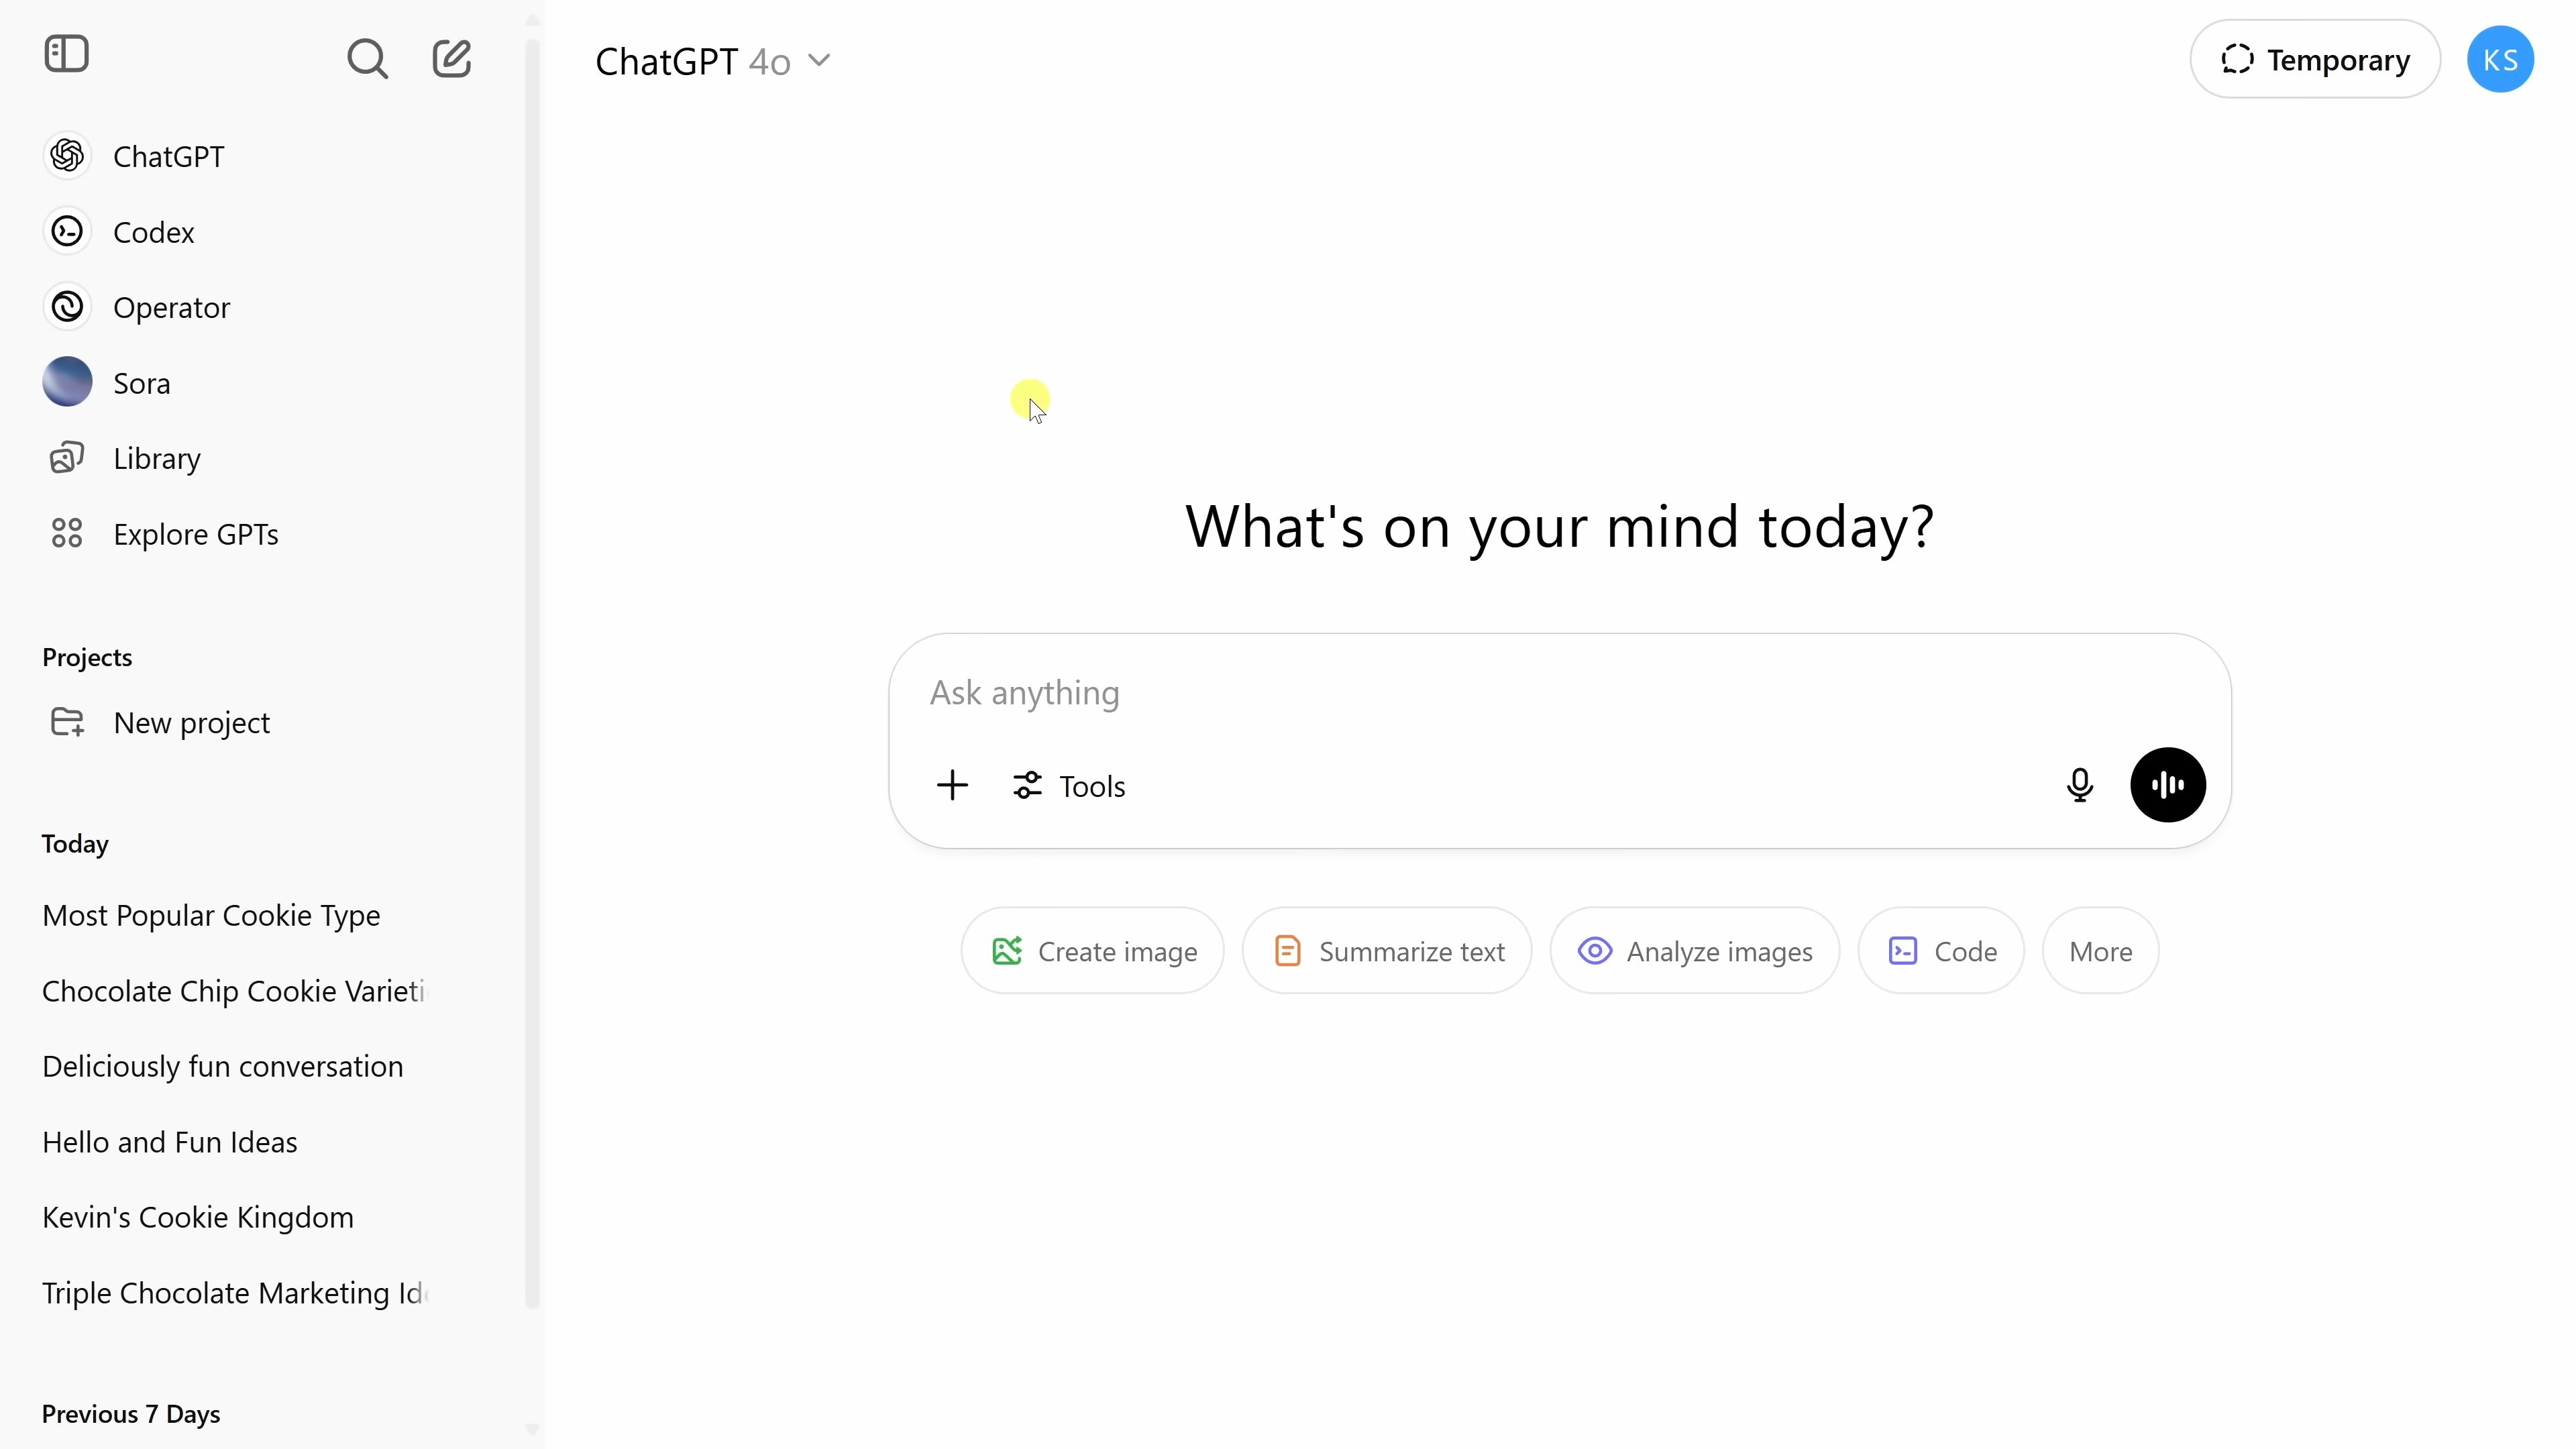 ChatGPT 4o
Temporary
KS
ChatGPT
Codex
Operator
Sora
Library
Explore GPTs
Projects
New project
Today
Most Popular Cookie Type
Chocolate Chip Cookie Varieti
Deliciously fun conversation
Hello and Fun Ideas
Kevin's Cookie Kingdom
Triple Chocolate Marketing Id
Previous 7 Days
What's on your mind today?
Ask anything
Tools
Create image
Summarize text
Analyze images
Code
More